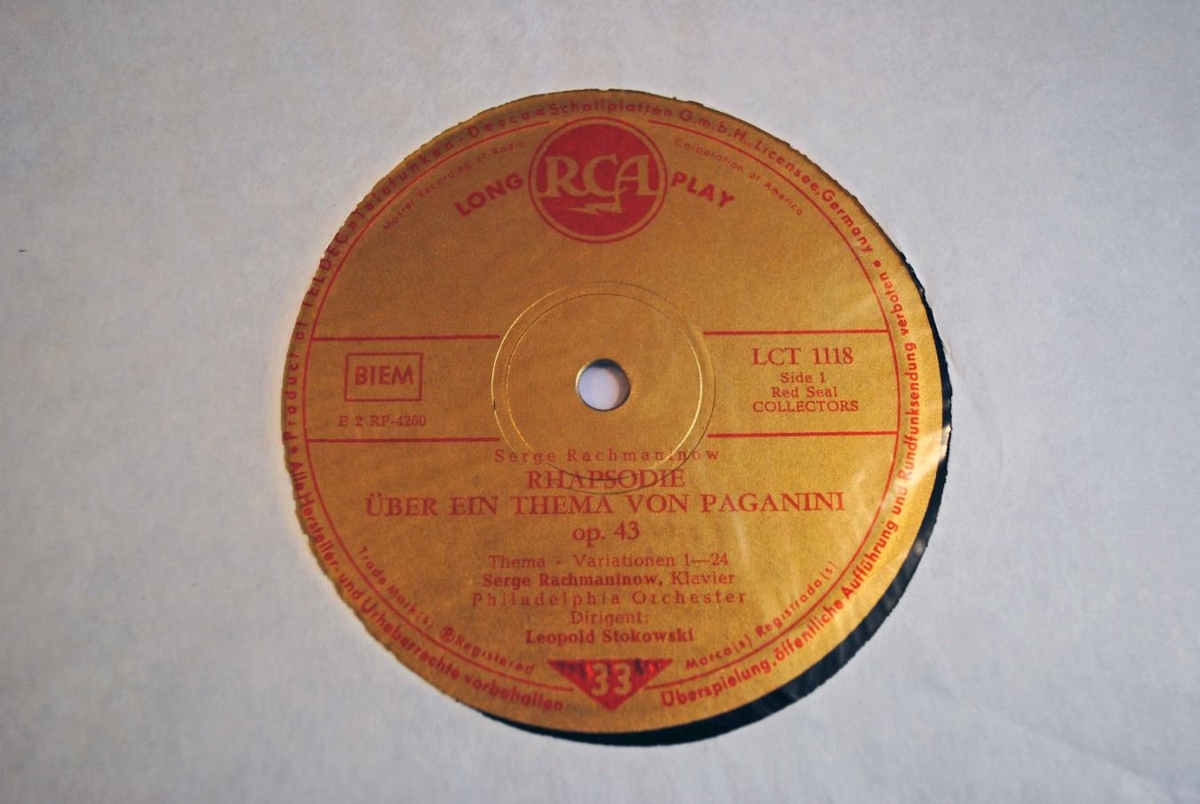 • Product of TELDEC »Telefunken - Decca« Schallplatten G.m.b.H., Licensee, Germany •
Master Recording of Radio Corporation of America
LONG RCA PLAY
BIEM
E 2 RP-4260
LCT 1118
Side 1
Red Seal
COLLECTORS
Serge Rachmaninow
RHAPSODIE
ÜBER EIN THEMA VON PAGANINI
op. 43
Thema - Variationen 1—24
Serge Rachmaninow, Klavier
Philadelphia Orchester
Dirigent:
Leopold Stokowski
Trade Mark(s) ®Registered
Marca(s) Registrada(s)
33
Alle Hersteller- und Urheberrechte vorbehalten
Überspielung, öffentliche Aufführung und Rundfunksendung verboten